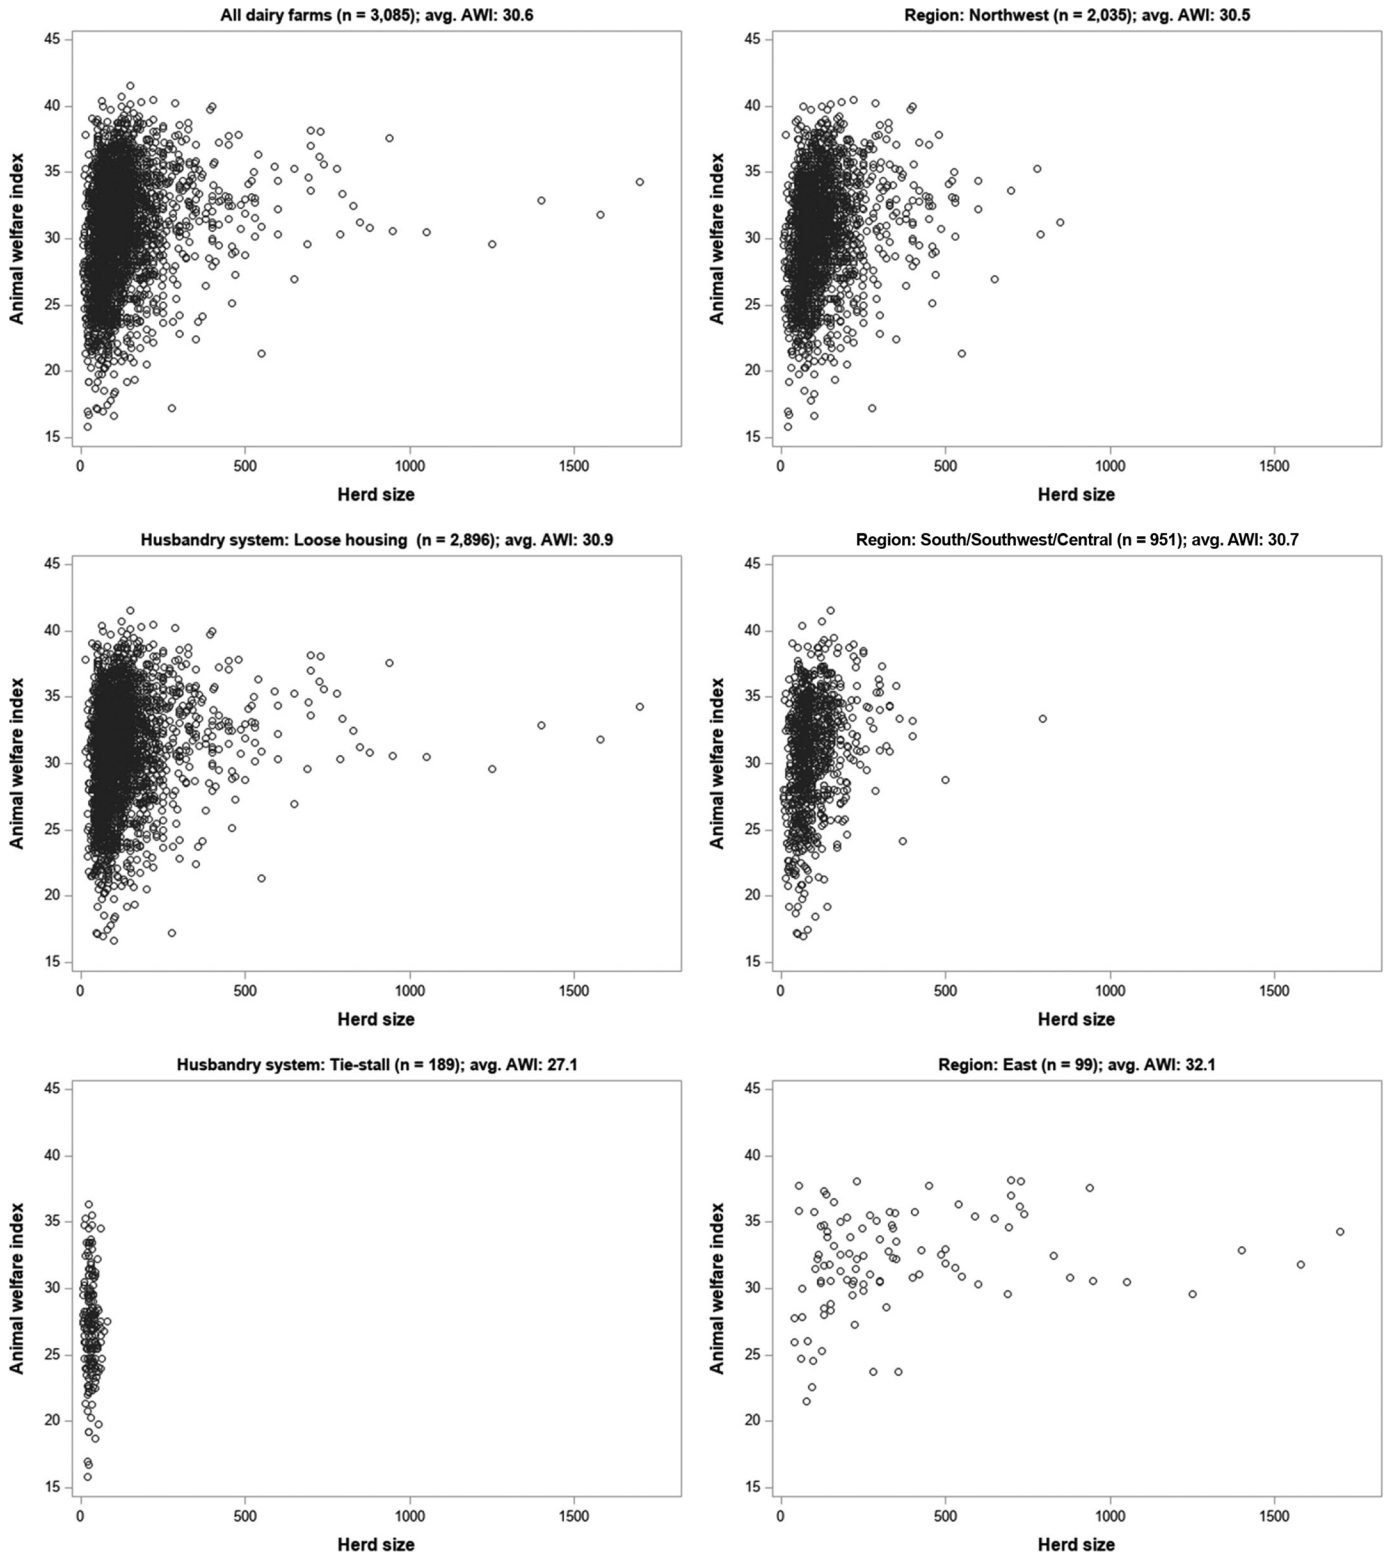 All dairy farms (n = 3,085); avg. AWI: 30.6
45
40
35
30
25
20
15
Animal welfare index
0 500 1000 1500
Herd size
Region: Northwest (n = 2,035); avg. AWI: 30.5
45
40
35
30
25
20
15
Animal welfare index
0 500 1000 1500
Herd size
Husbandry system: Loose housing (n = 2,896); avg. AWI: 30.9
45
40
35
30
25
20
15
Animal welfare index
0 500 1000 1500
Herd size
Region: South/Southwest/Central (n = 951); avg. AWI: 30.7
45
40
35
30
25
20
15
Animal welfare index
0 500 1000 1500
Herd size
Husbandry system: Tie-stall (n = 189); avg. AWI: 27.1
45
40
35
30
25
20
15
Animal welfare index
0 500 1000 1500
Herd size
Region: East (n = 99); avg. AWI: 32.1
45
40
35
30
25
20
15
Animal welfare index
0 500 1000 1500
Herd size